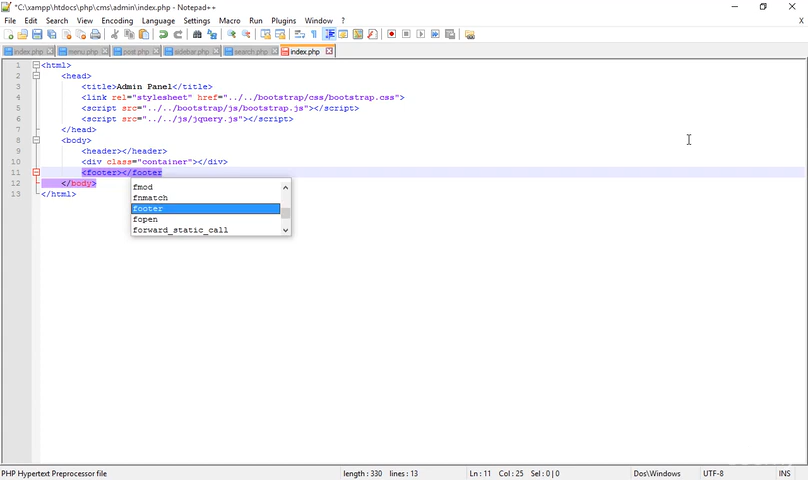 *C:\xampp\htdocs\php\cms\admin\index.php - Notepad++
File Edit Search View Encoding Language Settings Macro Run Plugins Window ? X
index.php menu.php post.php sidebar.php search.php index.php
1 <html>
2 <head>
3 <title>Admin Panel</title>
4 <link rel="stylesheet" href="../../bootstrap/css/bootstrap.css">
5 <script src="../../bootstrap/js/bootstrap.js"></script>
6 <script src="../../js/jquery.js"></script>
7 </head>
8 <body>
9 <header></header>
10 <div class="container"></div>
11 <footer></footer
12 </body>
13 </html>
fmod
fnmatch
footer
fopen
forward_static_call
PHP Hypertext Preprocessor file length : 330 lines : 13 Ln : 11 Col : 25 Sel : 0 | 0 Dos\Windows UTF-8 INS